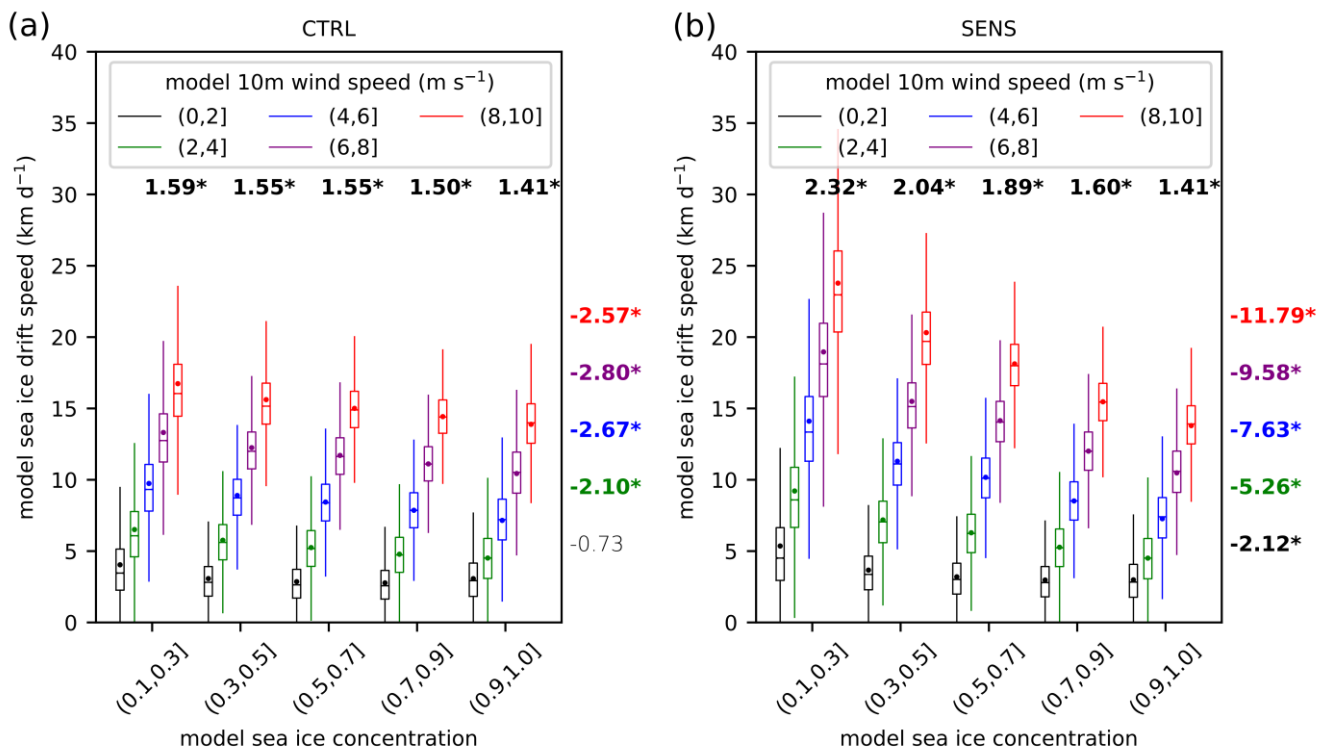 (a)
CTRL
model 10m wind speed (m s⁻¹)
(0,2] (4,6] (8,10]
(2,4] (6,8]
1.59* 1.55* 1.55* 1.50* 1.41*
model sea ice drift speed (km d⁻¹)
40
35
30
25
20
15
10
5
0
-2.57*
-2.80*
-2.67*
-2.10*
-0.73
(0.1,0.3] (0.3,0.5] (0.5,0.7] (0.7,0.9] (0.9,1.0]
model sea ice concentration
(b)
SENS
model 10m wind speed (m s⁻¹)
(0,2] (4,6] (8,10]
(2,4] (6,8]
2.32* 2.04* 1.89* 1.60* 1.41*
model sea ice drift speed (km d⁻¹)
40
35
30
25
20
15
10
5
0
-11.79*
-9.58*
-7.63*
-5.26*
-2.12*
(0.1,0.3] (0.3,0.5] (0.5,0.7] (0.7,0.9] (0.9,1.0]
model sea ice concentration